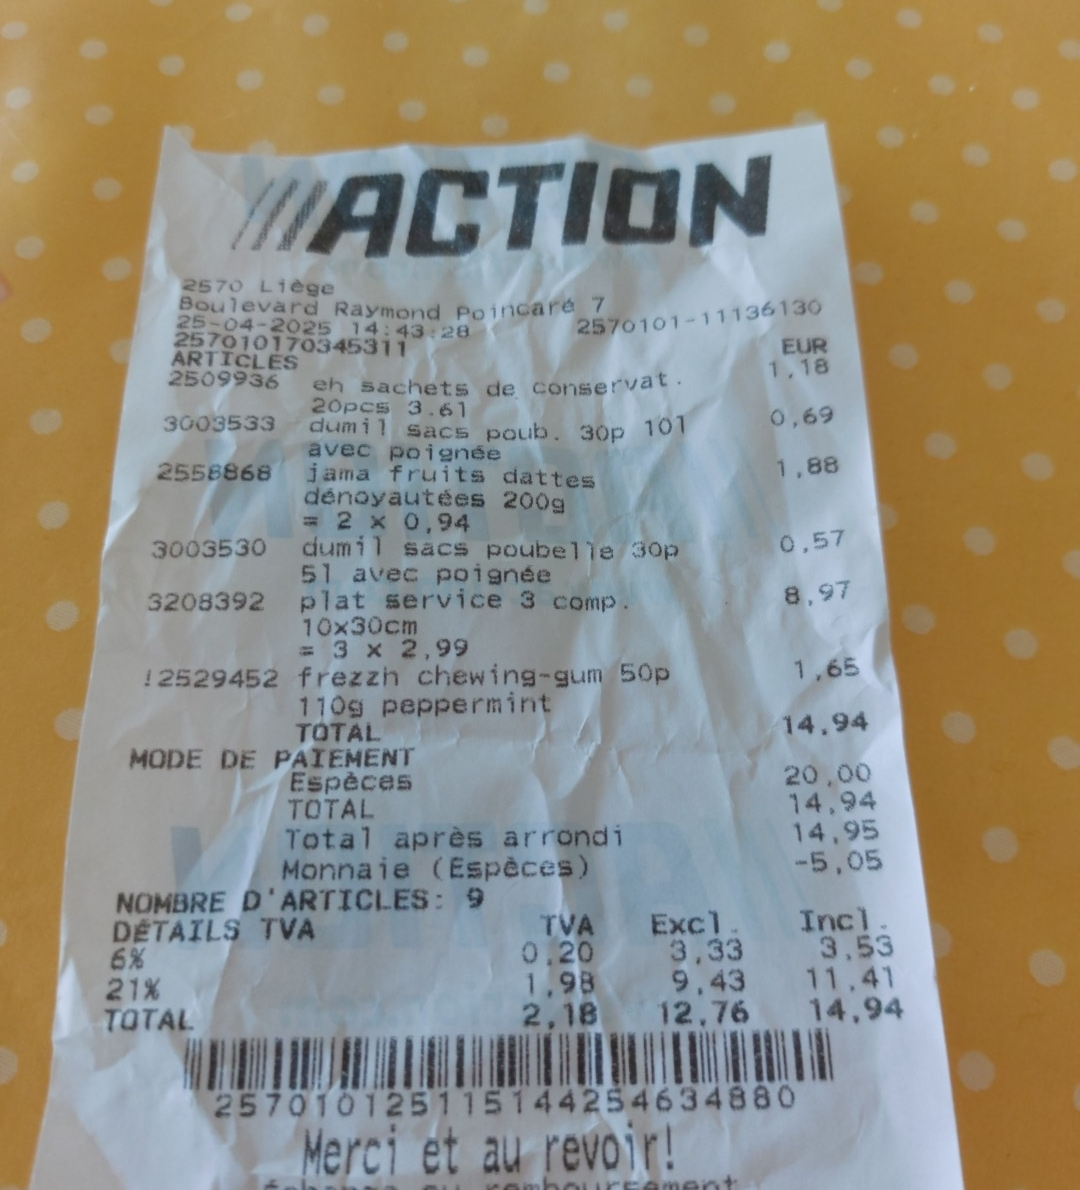 ACTION
2570 Liège
Boulevard Raymond Poincaré 7
25-04-2025 14:43:28 2570101-11136130
257010170345311
ARTICLES EUR
2509936 eh sachets de conservat. 1,18
20pcs 3.61
3003533 dumil sacs poub. 30p 10l 0,69
avec poignée
2558868 jama fruits dattes 1,88
dénoyautées 200g
= 2 x 0,94
3003530 dumil sacs poubelle 30p 0,57
5l avec poignée
3208392 plat service 3 comp. 8,97
10x30cm
= 3 x 2,99
!2529452 frezzh chewing-gum 50p 1,65
110g peppermint
TOTAL 14,94
MODE DE PAIEMENT
Espèces 20,00
TOTAL 14,94
Total après arrondi 14,95
Monnaie (Espèces) -5,05
NOMBRE D'ARTICLES: 9
DÉTAILS TVA TVA Excl. Incl.
6% 0,20 3,33 3,53
21% 1,98 9,43 11,41
TOTAL 2,18 12,76 14,94
2570101251151442546348​80
Merci et au revoir!
échange ou remboursement